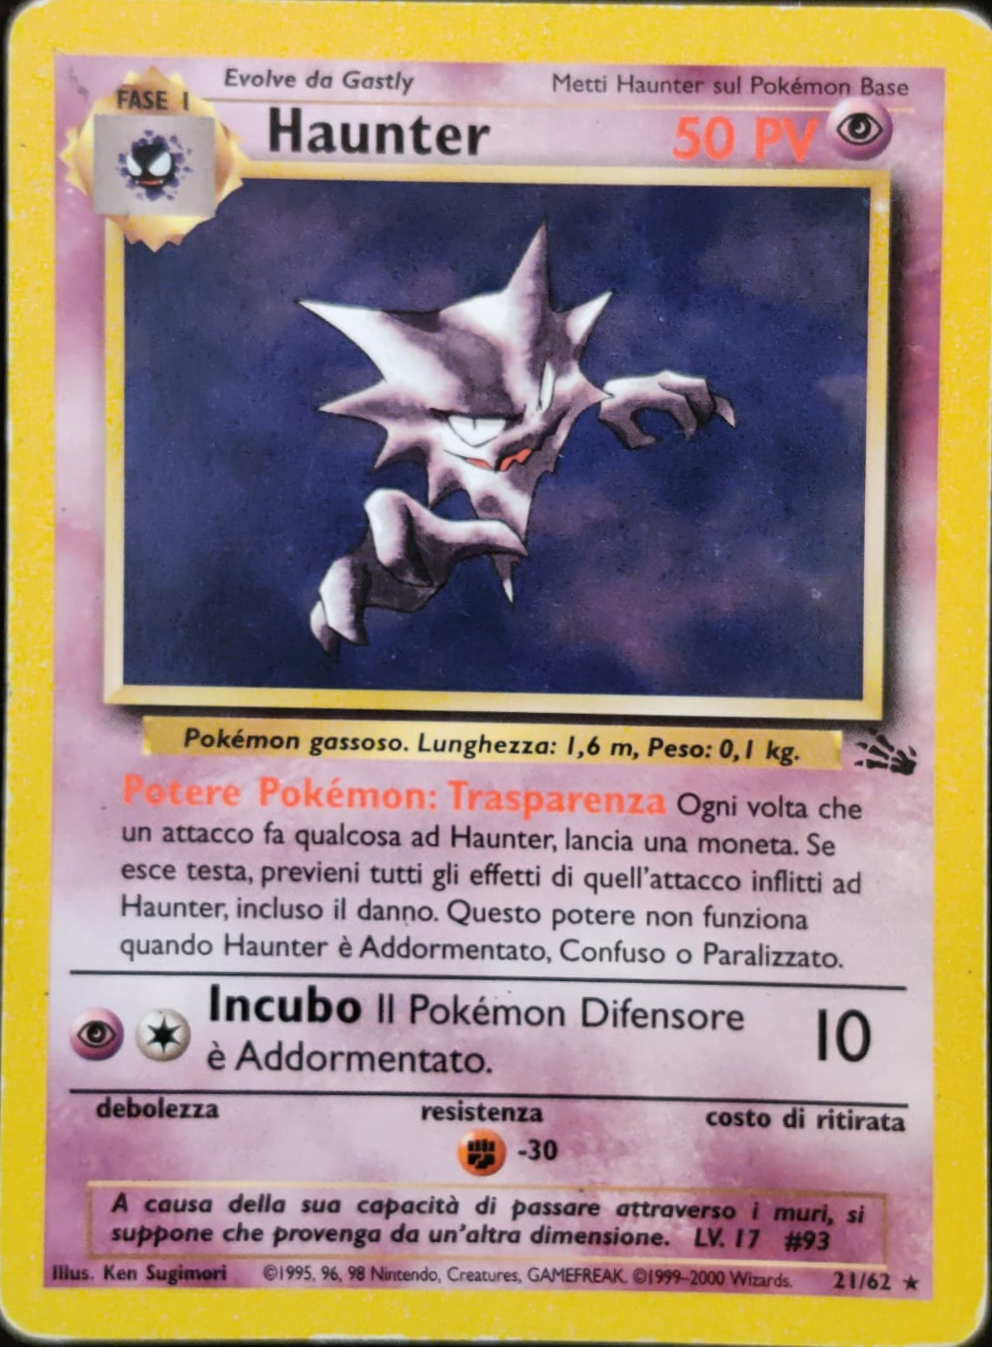 Evolve da Gastly
Metti Haunter sul Pokémon Base
FASE 1
Haunter
50 PV
Pokémon gassoso. Lunghezza: 1,6 m, Peso: 0,1 kg.
Potere Pokémon: Trasparenza Ogni volta che
un attacco fa qualcosa ad Haunter, lancia una moneta. Se
esce testa, previeni tutti gli effetti di quell'attacco inflitti ad
Haunter, incluso il danno. Questo potere non funziona
quando Haunter è Addormentato, Confuso o Paralizzato.
Incubo Il Pokémon Difensore
è Addormentato.
10
debolezza
resistenza
costo di ritirata
-30
A causa della sua capacità di passare attraverso i muri, si
suppone che provenga da un'altra dimensione. LV. 17 #93
Illus. Ken Sugimori ©1995, 96, 98 Nintendo, Creatures, GAMEFREAK. ©1999-2000 Wizards. 21/62 ★